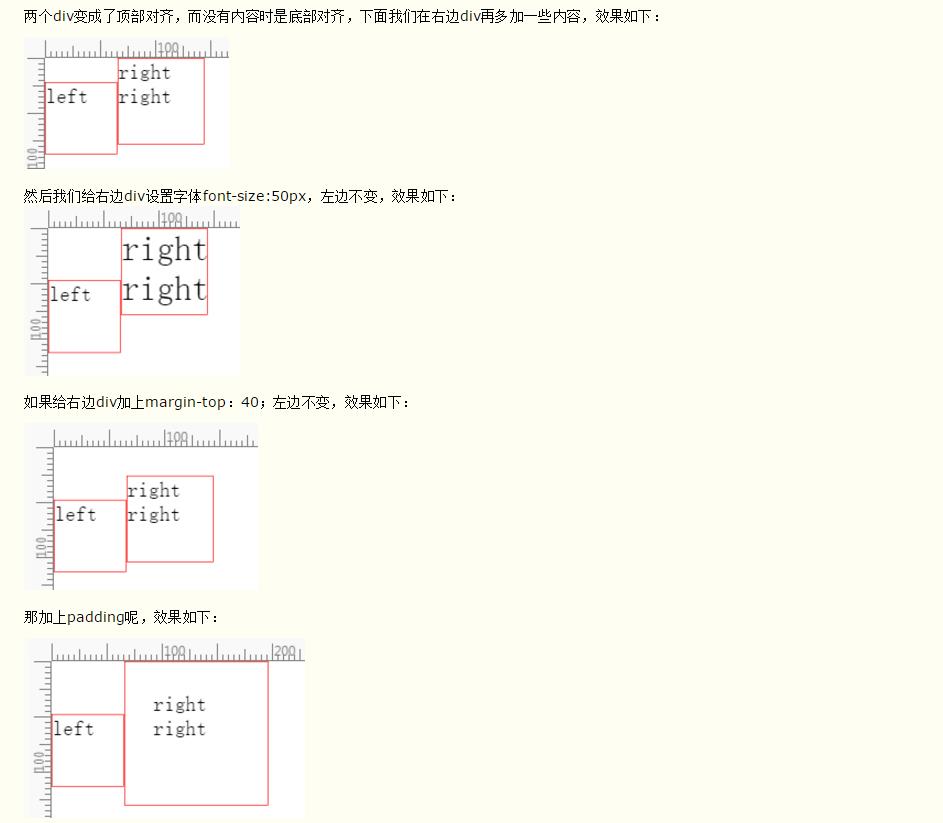 两个div变成了顶部对齐，而没有内容时是底部对齐，下面我们在右边div再多加一些内容，效果如下：
100
right
left right
100
然后我们给右边div设置字体font-size:50px，左边不变，效果如下：
100
right
left right
100
如果给右边div加上margin-top：40；左边不变，效果如下：
100
right
left right
100
那加上padding呢，效果如下：
100 200
right
left right
100